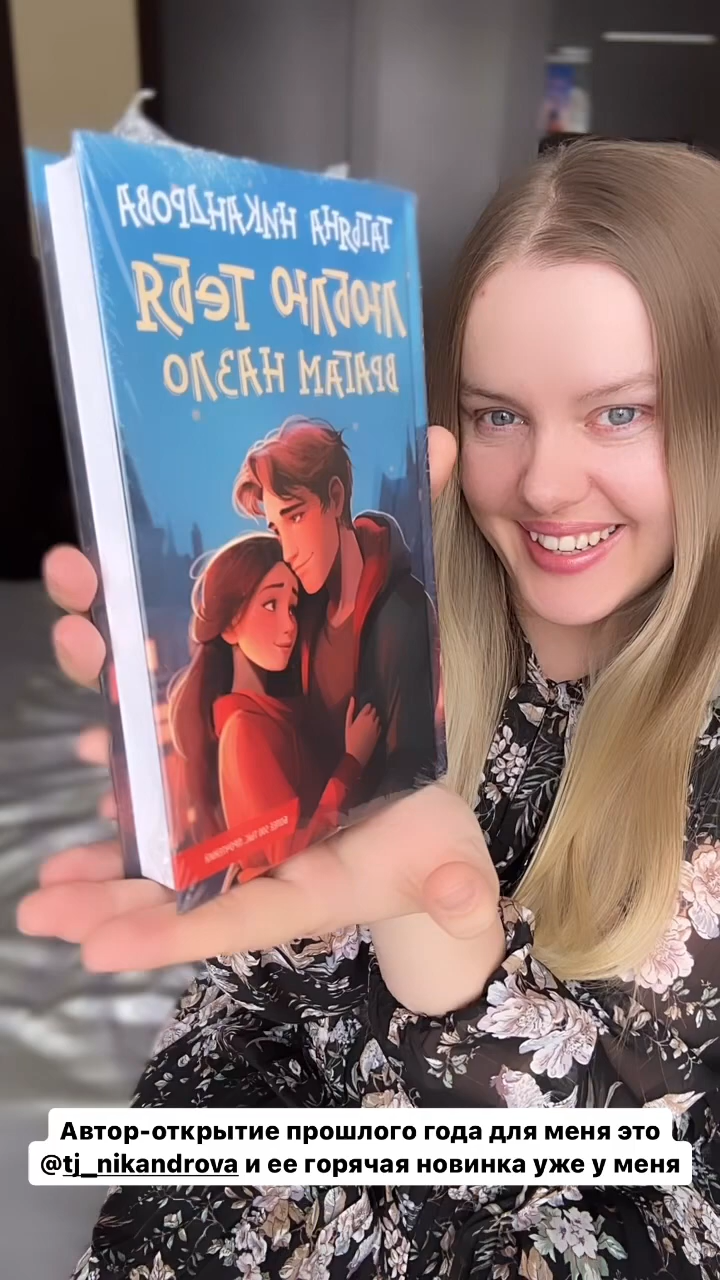 ТАТЬЯНА НИКАНДРОВА
ЛЮБЛЮ ТЕБЯ
ВРАГАМ НАЗЛО
Автор-открытие прошлого года для меня это
@tj_nikandrova и ее горячая новинка уже у меня